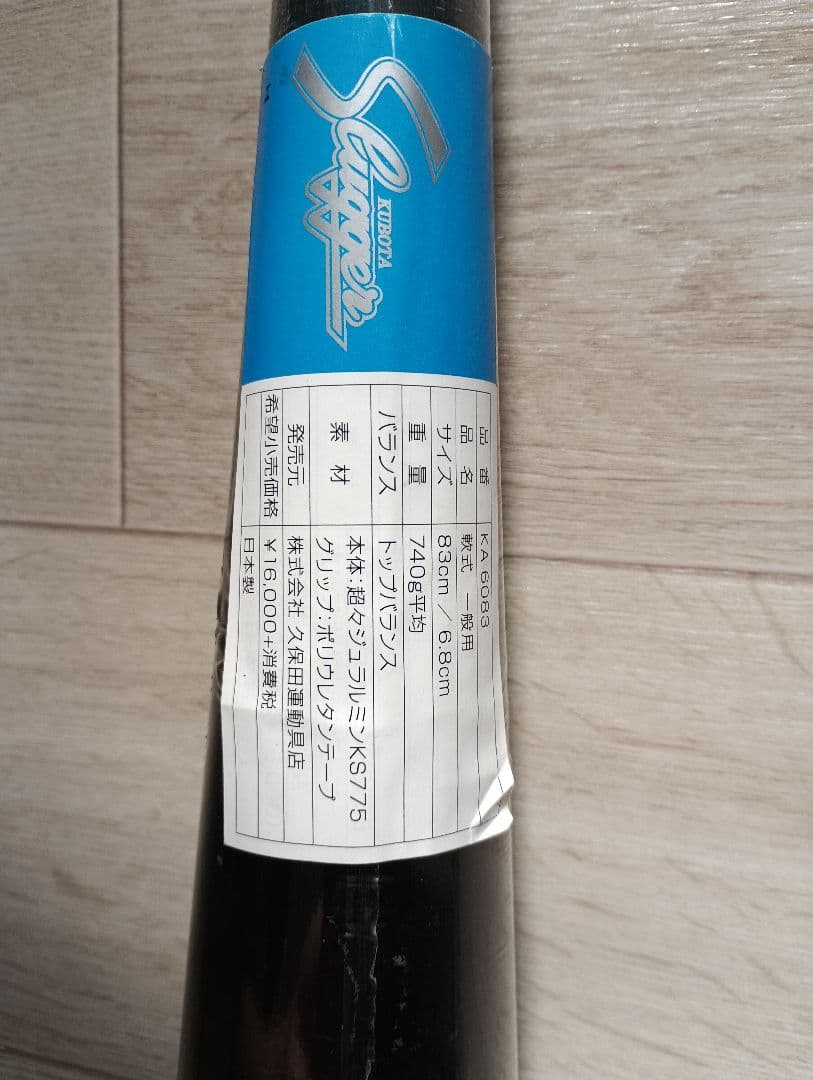 Slugger
KUBOTA
品番 KA 6083
品名 軟式 一般用
サイズ 83cm / 6.8cm
重量 740g平均
バランス トップバランス
素材 本体:超々ジュラルミンKS775
グリップ:ポリウレタンテープ
発売元 株式会社 久保田運動具店
希望小売価格 ¥16,000+消費税
日本製